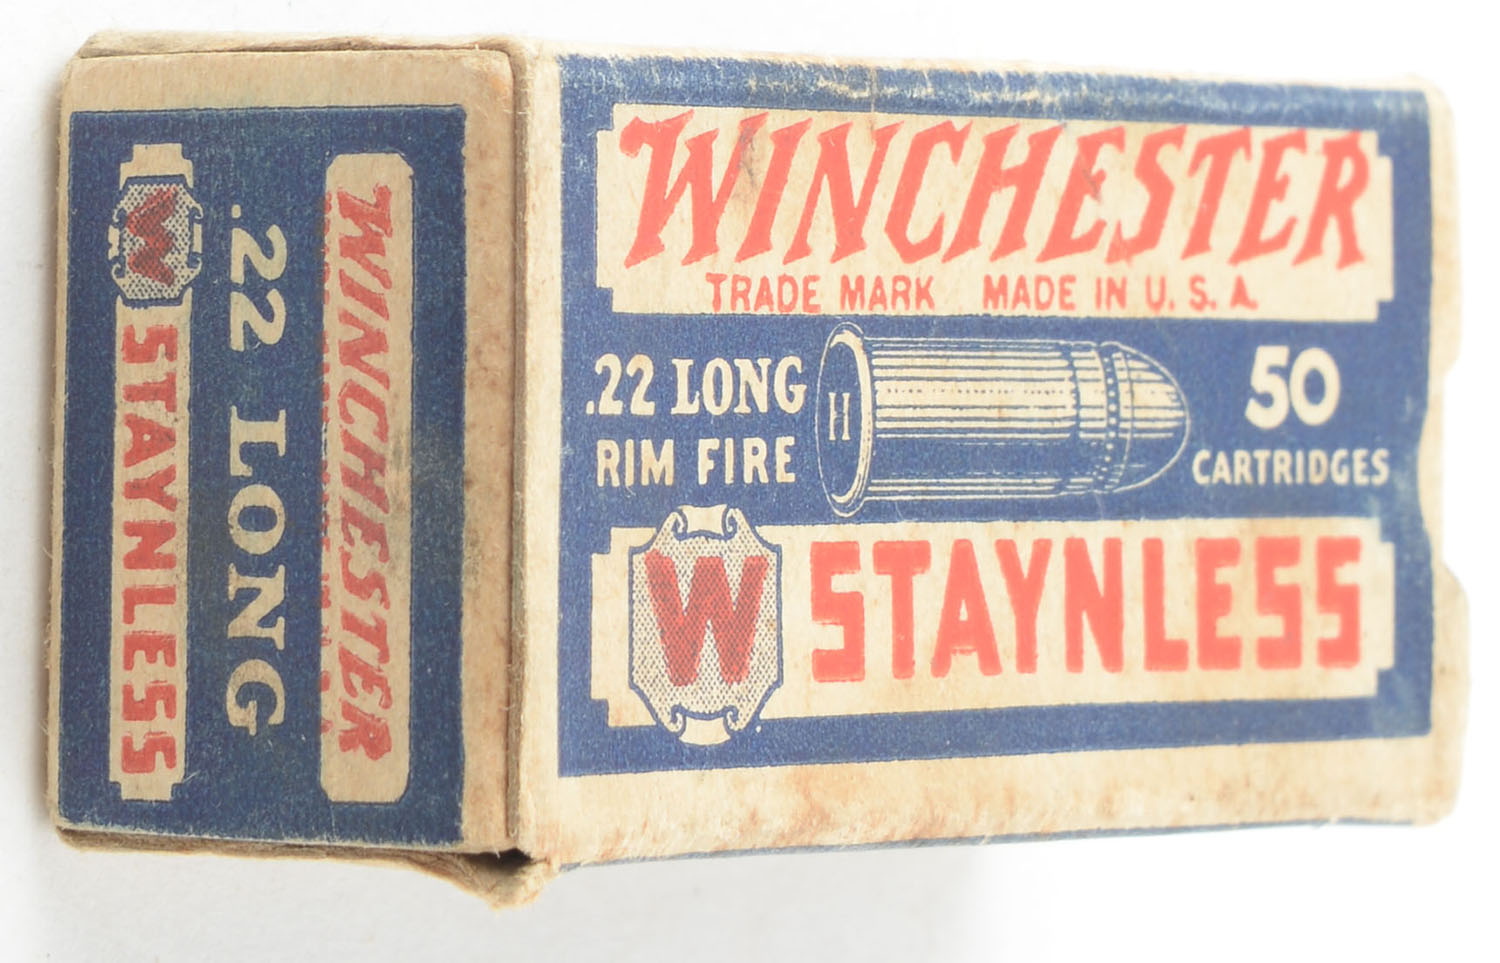 WINCHESTER
TRADE MARK MADE IN U. S. A.
.22 LONG
RIM FIRE
H
50
CARTRIDGES
W
STAYNLESS
WINCHESTER
.22 LONG
W
STAYNLESS